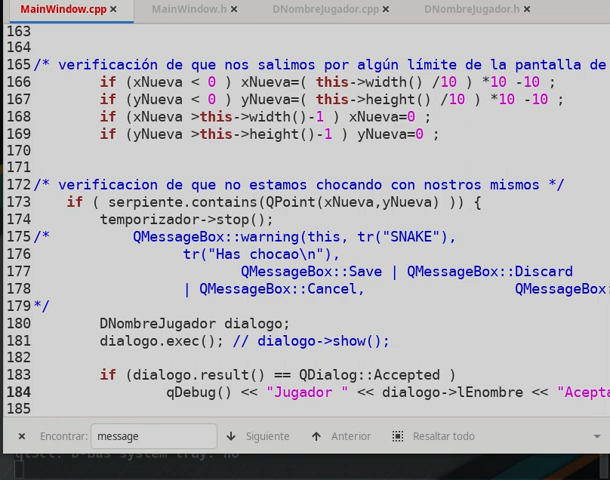 MainWindow.cpp × MainWindow.h × DNombreJugador.cpp × DNombreJugador.h ×
163
164
165 /* verificación de que nos salimos por algún límite de la pantalla de
166 if (xNueva < 0 ) xNueva=( this->width() /10 ) *10 -10 ;
167 if (yNueva < 0 ) yNueva=( this->height() /10 ) *10 -10 ;
168 if (xNueva >this->width()-1 ) xNueva=0 ;
169 if (yNueva >this->height()-1 ) yNueva=0 ;
170
171
172 /* verificacion de que no estamos chocando con nostros mismos */
173 if ( serpiente.contains(QPoint(xNueva,yNueva) )) {
174 temporizador->stop();
175 /* QMessageBox::warning(this, tr("SNAKE"),
176 tr("Has chocao\n"),
177 QMessageBox::Save | QMessageBox::Discard
178 | QMessageBox::Cancel, QMessageBox:
179 */
180 DNombreJugador dialogo;
181 dialogo.exec(); // dialogo->show();
182
183 if (dialogo.result() == QDialog::Accepted )
184 qDebug() << "Jugador " << dialogo->lEnombre << "Acepta
185
× Encontrar: message Siguiente Anterior Resaltar todo